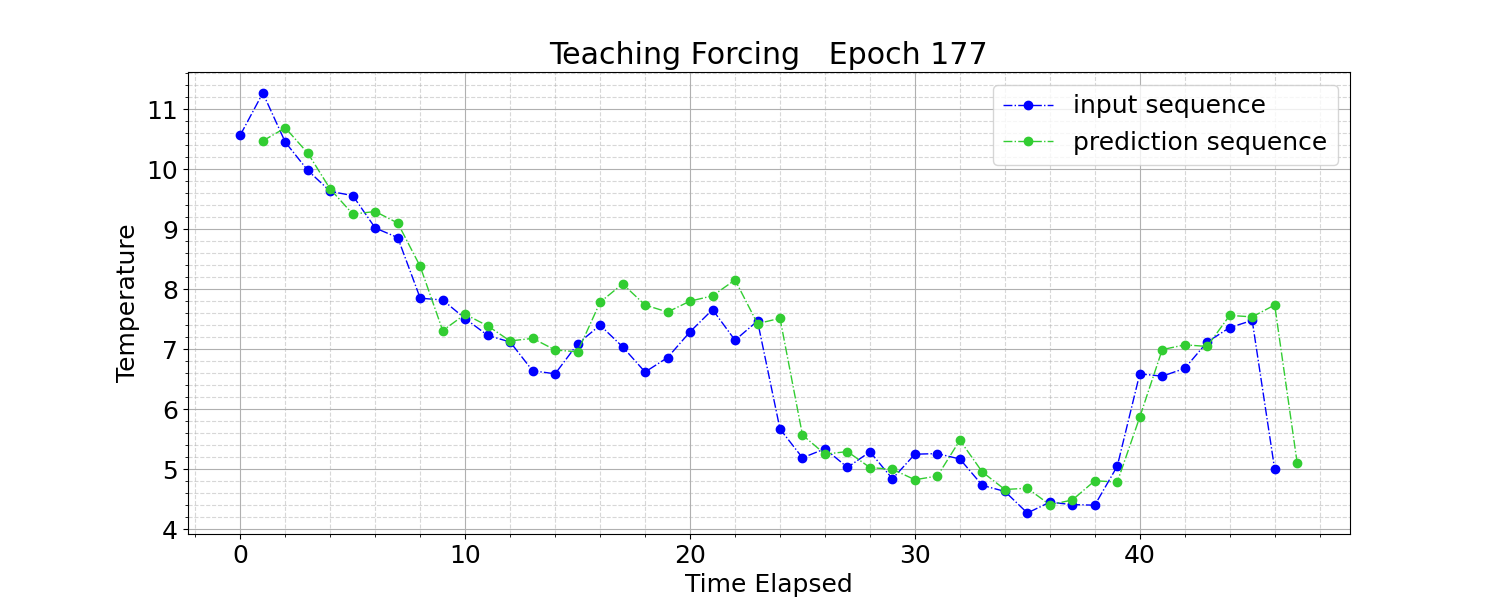 Teaching Forcing   Epoch 177
input sequence
prediction sequence
Temperature
11
10
9
8
7
6
5
4
0 10 20 30 40
Time Elapsed